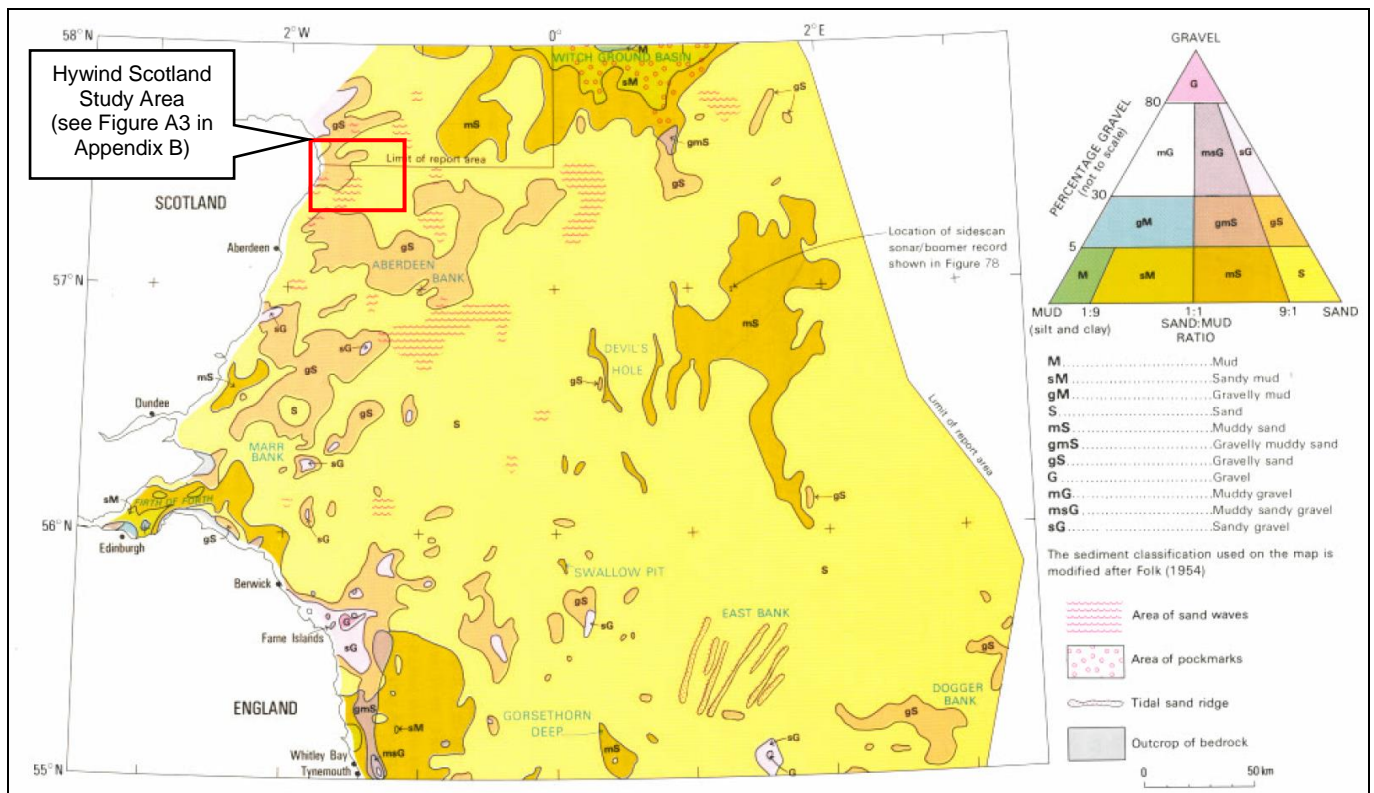 58°N
2°W
0°
2°E
Hywind Scotland
Study Area
(see Figure A3 in
Appendix B)
M
WITCH GROUND BASIN
sM
gS
gS
mS
gmS
Limit of report area
gS
SCOTLAND
Aberdeen
gS
ABERDEEN
BANK
Location of sidescan
sonar/boomer record
shown in Figure 78
57°N
sG
sG
mS
DEVIL'S
HOLE
gS
mS
gS
Dundee
S
gS
S
Limit of report area
MARR
BANK
sG
sM
FIRTH OF FORTH
gS
56°N
Edinburgh
gS
sG
SWALLOW PIT
S
Berwick
gS
G
Farne Islands
sG
sG
EAST BANK
gS
DOGGER
BANK
gS
ENGLAND
gmS
GORSETHORN
DEEP
sM
mS
sG
G
G
Whitley Bay
msG
Tynemouth
55°N
GRAVEL
G
80
PERCENTAGE GRAVEL
(not to scale)
mG
msG
sG
30
gM
gmS
gS
5
M
sM
mS
S
MUD
1:9
1:1
9:1
SAND
(silt and clay)
SAND:MUD
RATIO
M Mud
sM Sandy mud
gM Gravelly mud
S Sand
mS Muddy sand
gmS Gravelly muddy sand
gS Gravelly sand
G Gravel
mG Muddy gravel
msG Muddy sandy gravel
sG Sandy gravel
The sediment classification used on the map is
modified after Folk (1954)
Area of sand waves
Area of pockmarks
Tidal sand ridge
Outcrop of bedrock
0 50 km